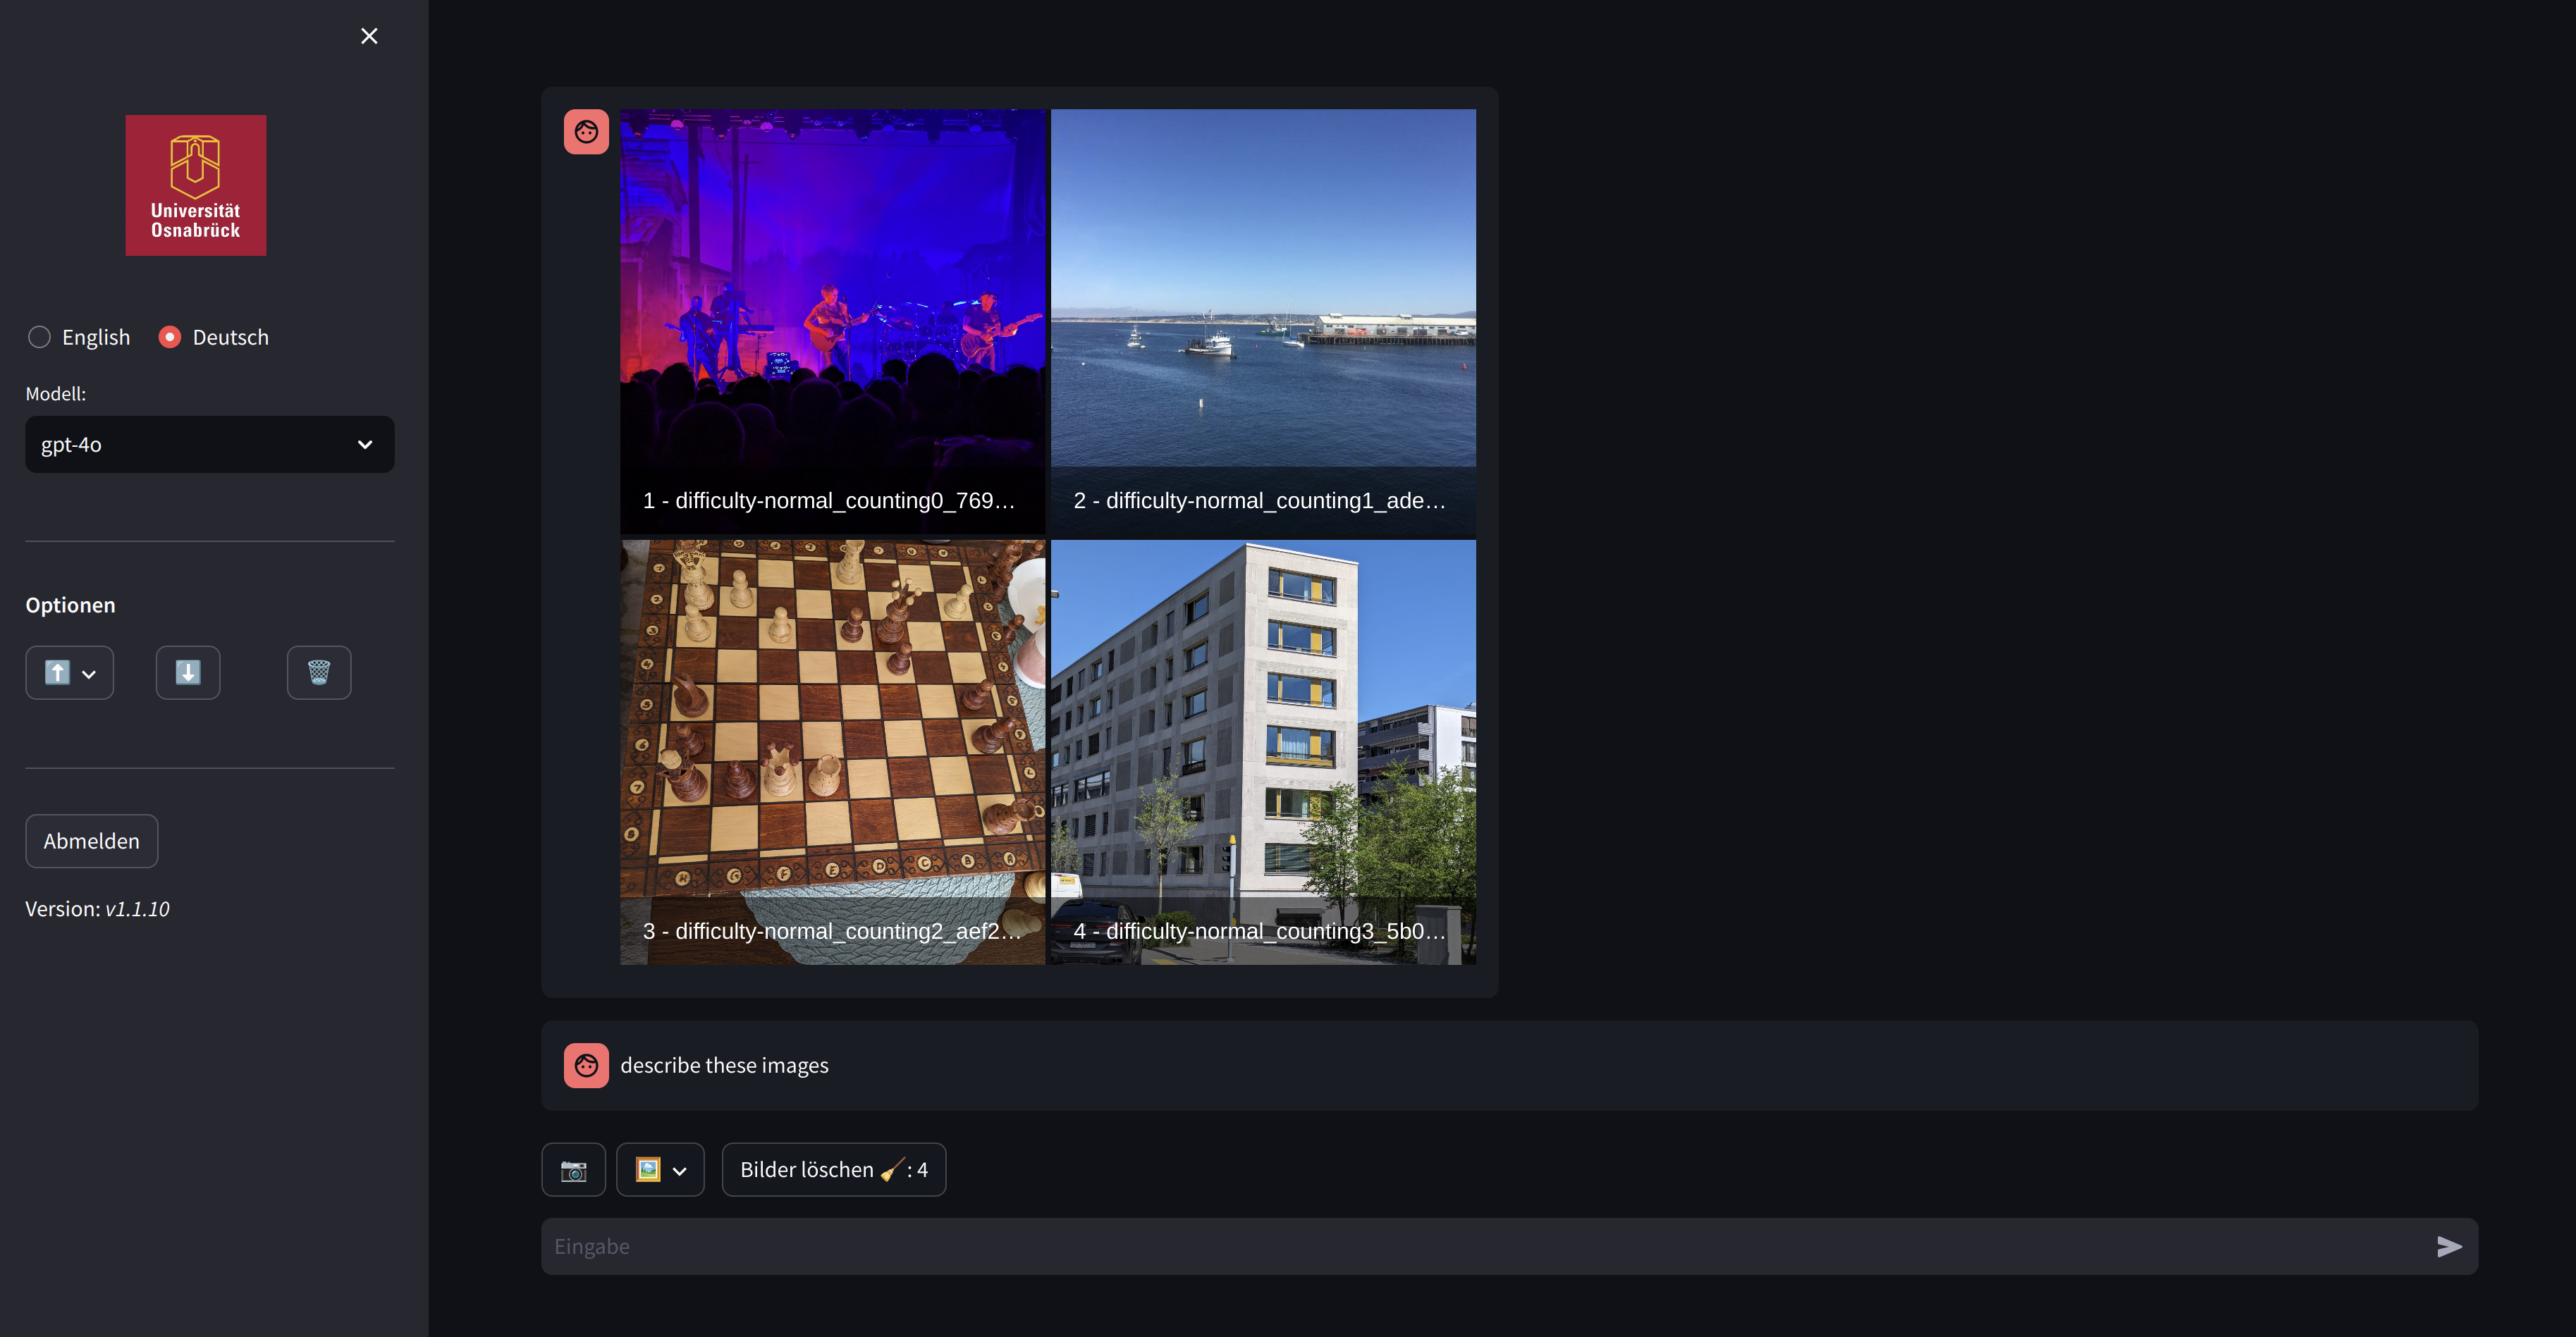 Universität
Osnabrück
English
Deutsch
Modell:
gpt-4o
Optionen
Abmelden
Version: v1.1.10
1 - difficulty-normal_counting0_769…
2 - difficulty-normal_counting1_ade…
3 - difficulty-normal_counting2_aef2…
4 - difficulty-normal_counting3_5b0…
describe these images
Bilder löschen : 4
Eingabe